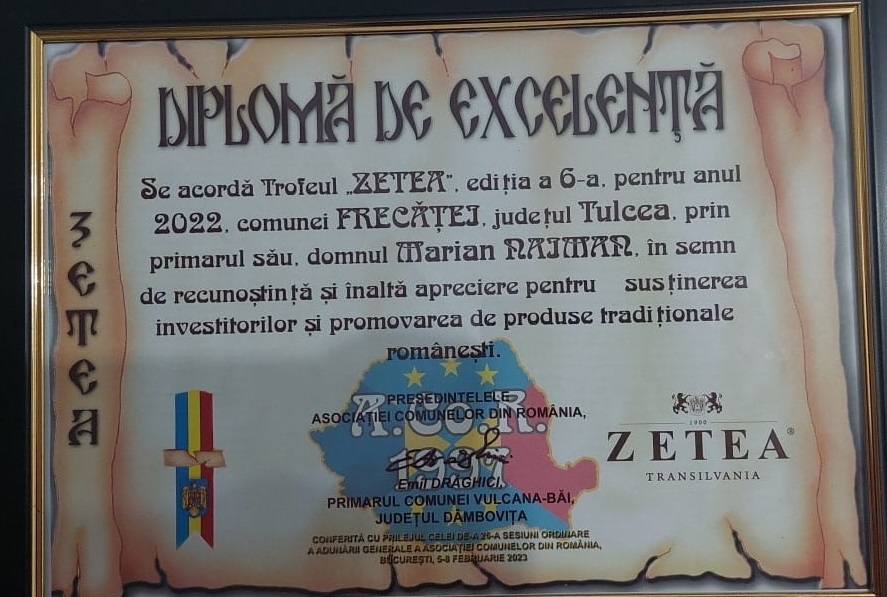 DIPLOMĂ DE EXCELENȚĂ
Se acordă Trofeul „ZETEA”, ediția a 6-a, pentru anul
2022, comunei FRECĂȚEI, județul Tulcea, prin
primarul său, domnul Marian NAIMAN, în semn
de recunoștință și înaltă apreciere pentru susținerea
investitorilor și promovarea de produse tradiționale
românești.
ZETEA
PREȘEDINTELE
ASOCIAȚIEI COMUNELOR DIN ROMÂNIA,
A.Co.R.
1997
Emil DRĂGHICI,
PRIMARUL COMUNEI VULCANA-BĂI,
JUDEȚUL DÂMBOVIȚA
CONFERITĂ CU PRILEJUL CELEI DE-A 26-A SESIUNI ORDINARE
A ADUNĂRII GENERALE A ASOCIAȚIEI COMUNELOR DIN ROMÂNIA,
BUCUREȘTI, 5-8 FEBRUARIE 2023
1900
ZETEA®
TRANSILVANIA